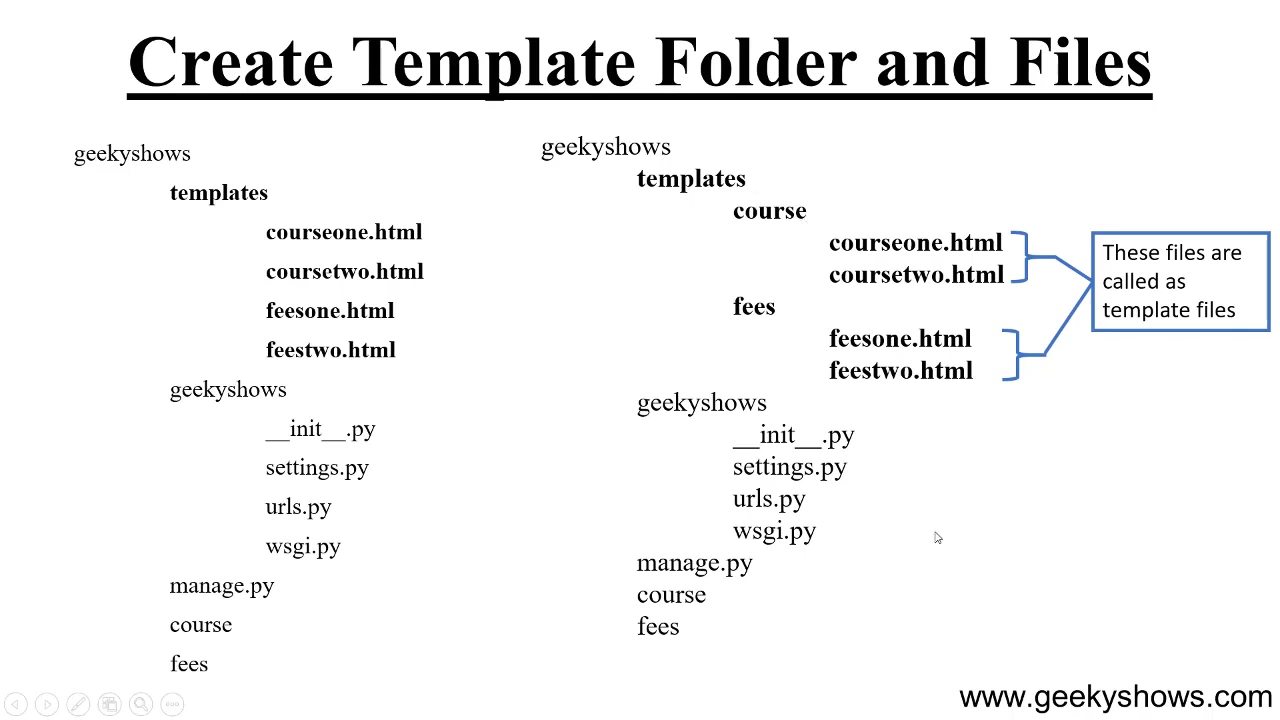 Create Template Folder and Files
geekyshows
templates
courseone.html
coursetwo.html
feesone.html
feestwo.html
geekyshows
__init__.py
settings.py
urls.py
wsgi.py
manage.py
course
fees
geekyshows
templates
course
courseone.html
coursetwo.html
fees
feesone.html
feestwo.html
geekyshows
__init__.py
settings.py
urls.py
wsgi.py
manage.py
course
fees
These files are
called as
template files
www.geekyshows.com